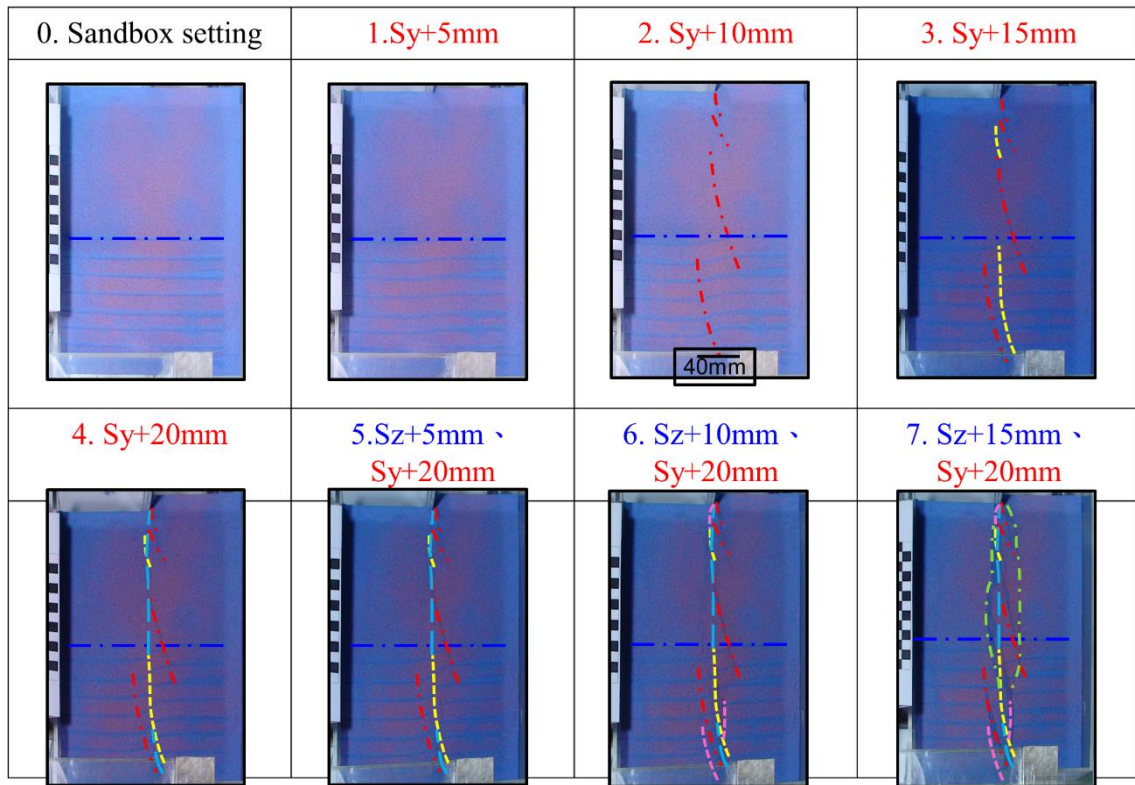 0. Sandbox setting
1.Sy+5mm
2. Sy+10mm
3. Sy+15mm
40mm
4. Sy+20mm
5.Sz+5mm、
Sy+20mm
6. Sz+10mm、
Sy+20mm
7. Sz+15mm、
Sy+20mm